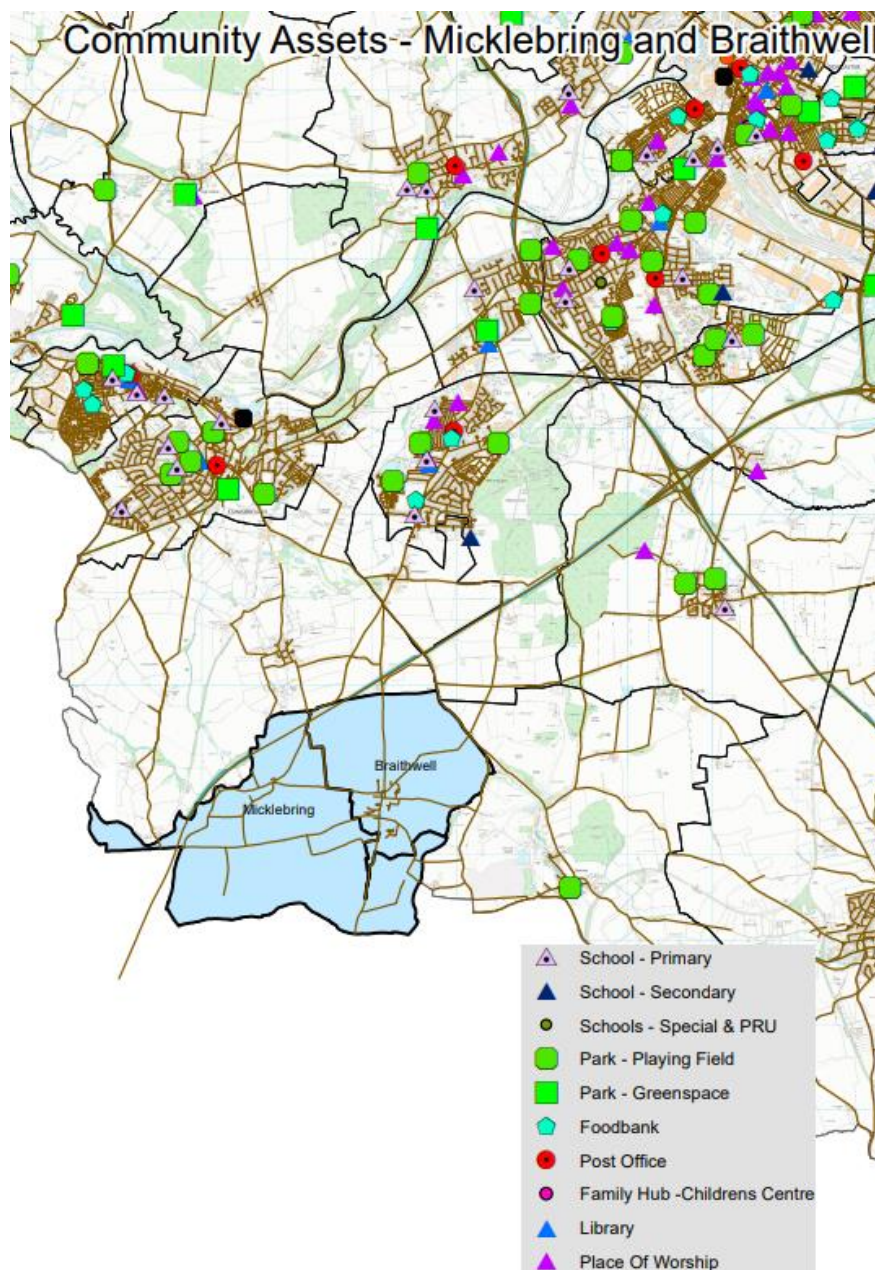 Community Assets - Micklebring and Braithwell
Braithwell
Micklebring
School - Primary
School - Secondary
Schools - Special & PRU
Park - Playing Field
Park - Greenspace
Foodbank
Post Office
Family Hub -Childrens Centre
Library
Place Of Worship